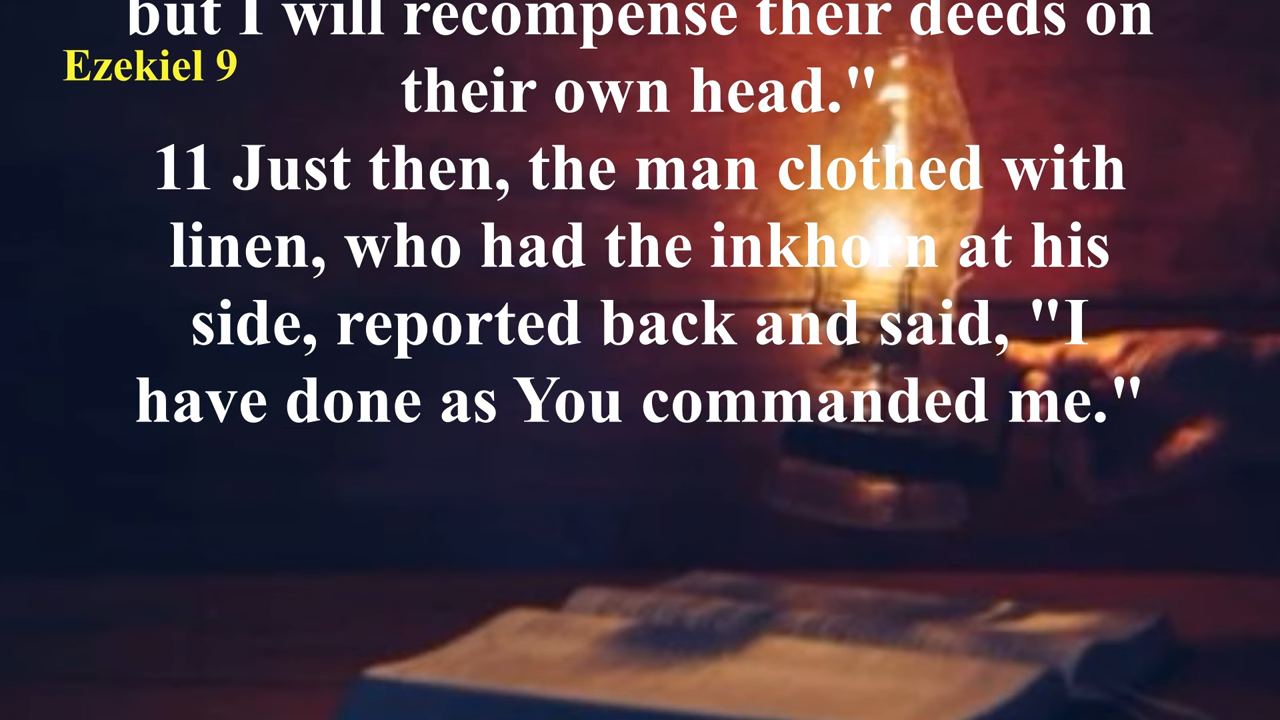 but I will recompense their deeds on
Ezekiel 9
their own head."
11 Just then, the man clothed with
linen, who had the inkhorn at his
side, reported back and said, "I
have done as You commanded me."